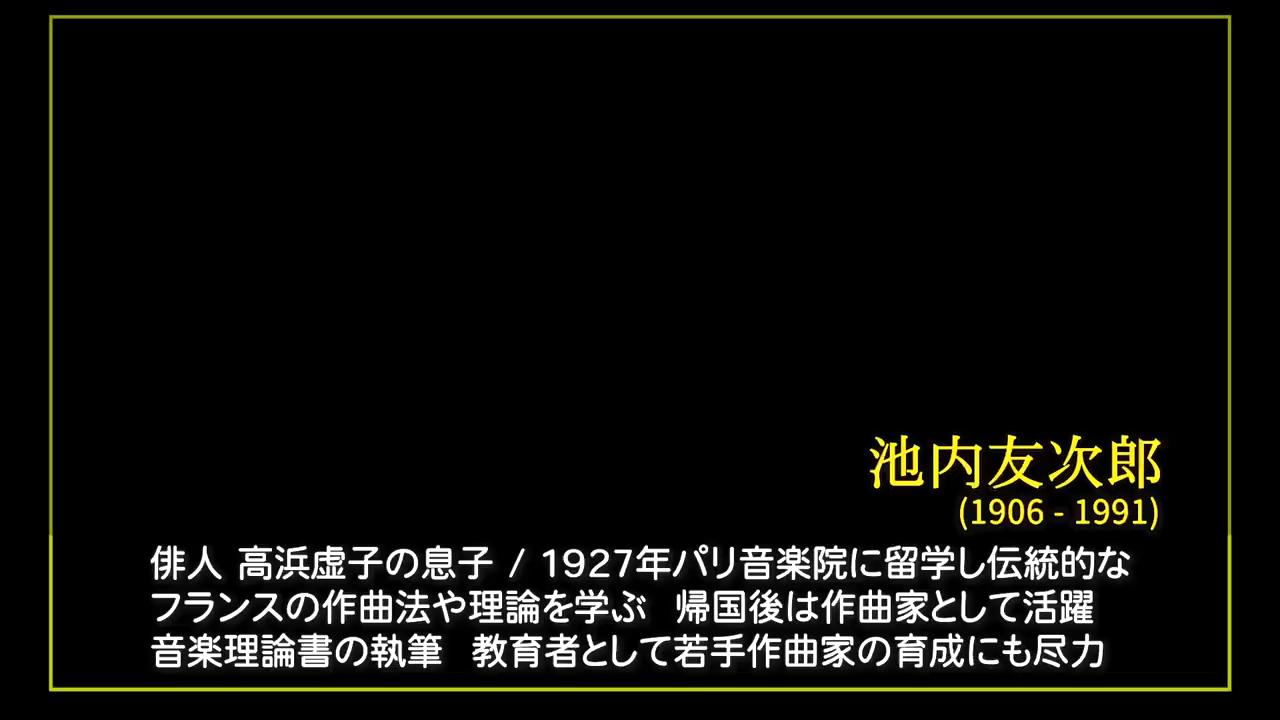 池内友次郎
(1906 - 1991)
俳人 高浜虚子の息子 / 1927年パリ音楽院に留学し伝統的な
フランスの作曲法や理論を学ぶ 帰国後は作曲家として活躍
音楽理論書の執筆 教育者として若手作曲家の育成にも尽力